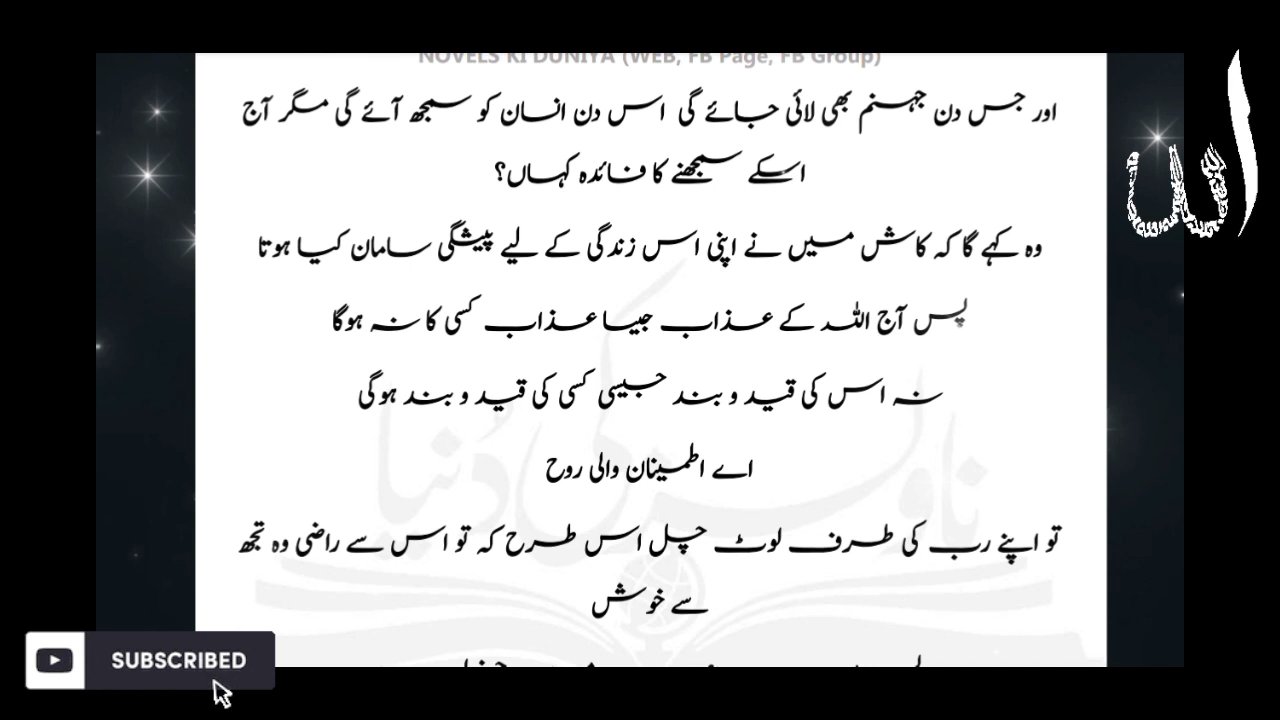 NOVELS KI DUNIYA (WEB, FB Page, FB Group)
اور جس دن جہنم بھی لائی جائے گی اس دن انسان کو سمجھ آئے گی مگر آج
اسکے سمجھنے کا فائدہ کہاں؟
وہ کہے گا کہ کاش میں نے اپنی اس زندگی کے لیے پیشگی سامان کیا ہوتا
پس آج اللہ کے عذاب جیسا عذاب کسی کا نہ ہوگا
نہ اس کی قید و بند جیسی کسی کی قید و بند ہوگی
اے اطمینان والی روح
تو اپنے رب کی طرف لوٹ چل اس طرح کہ تو اس سے راضی وہ تجھ
سے خوش
ناولز کی دنیا
الله
SUBSCRIBED